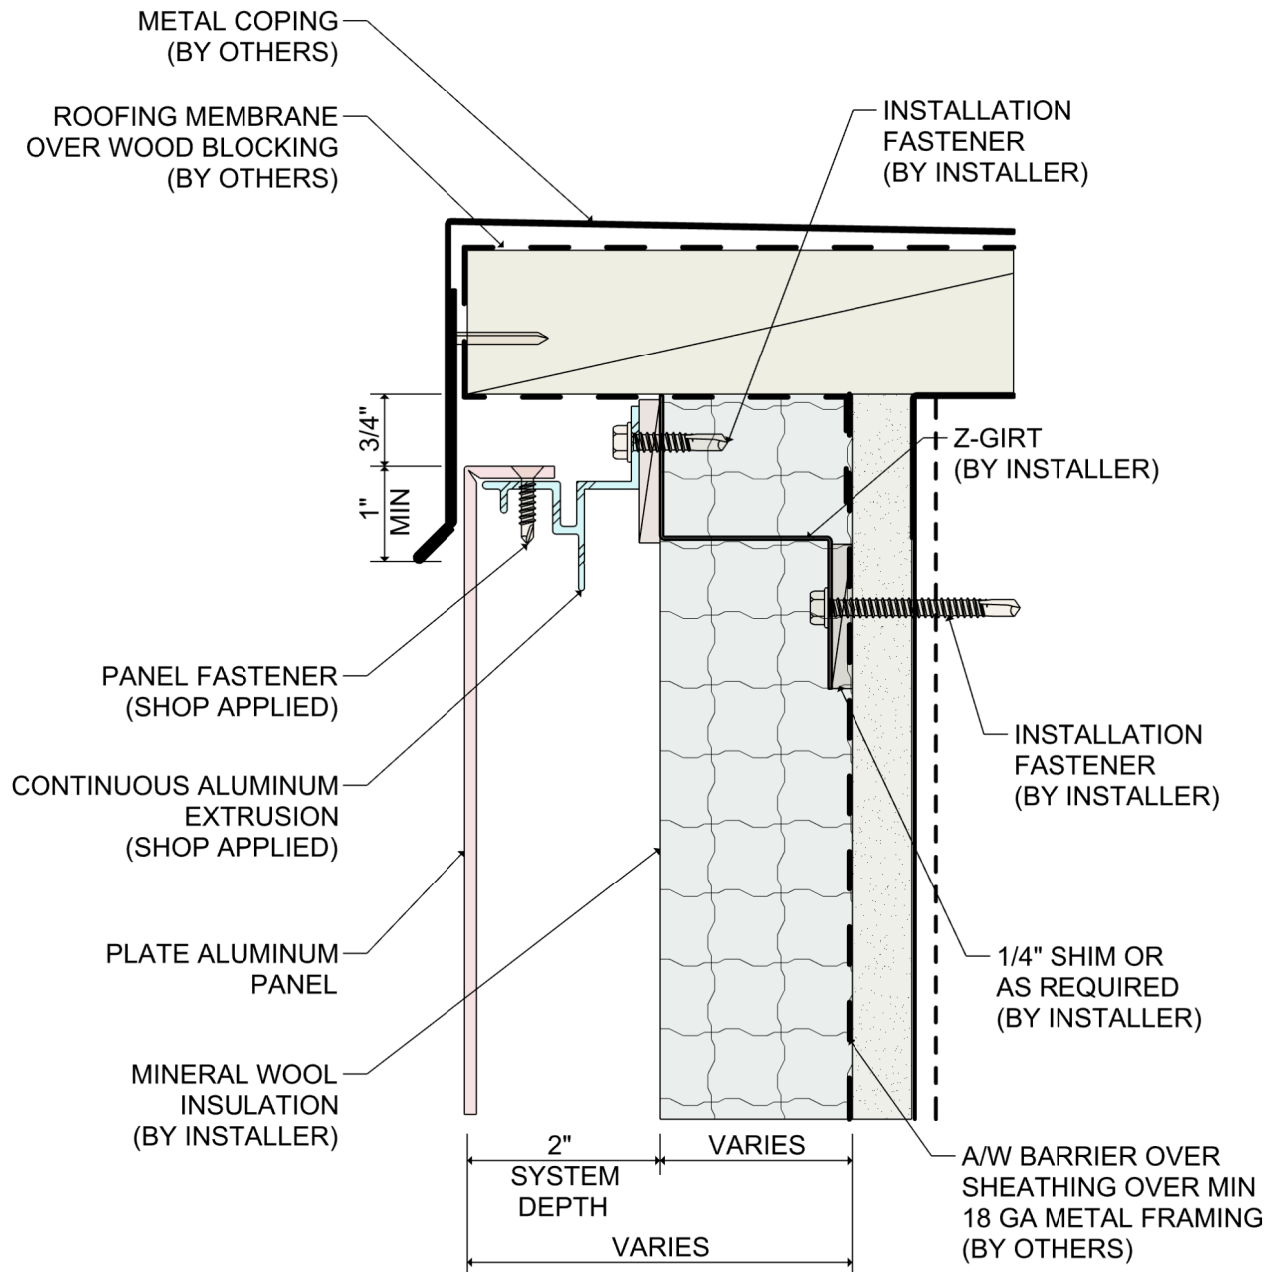 METAL COPING
(BY OTHERS)
ROOFING MEMBRANE
OVER WOOD BLOCKING
(BY OTHERS)
INSTALLATION
FASTENER
(BY INSTALLER)
3/4"
1"
MIN
Z-GIRT
(BY INSTALLER)
PANEL FASTENER
(SHOP APPLIED)
CONTINUOUS ALUMINUM
EXTRUSION
(SHOP APPLIED)
PLATE ALUMINUM
PANEL
MINERAL WOOL
INSULATION
(BY INSTALLER)
INSTALLATION
FASTENER
(BY INSTALLER)
1/4" SHIM OR
AS REQUIRED
(BY INSTALLER)
A/W BARRIER OVER
SHEATHING OVER MIN
18 GA METAL FRAMING
(BY OTHERS)
2"
SYSTEM
DEPTH
VARIES
VARIES